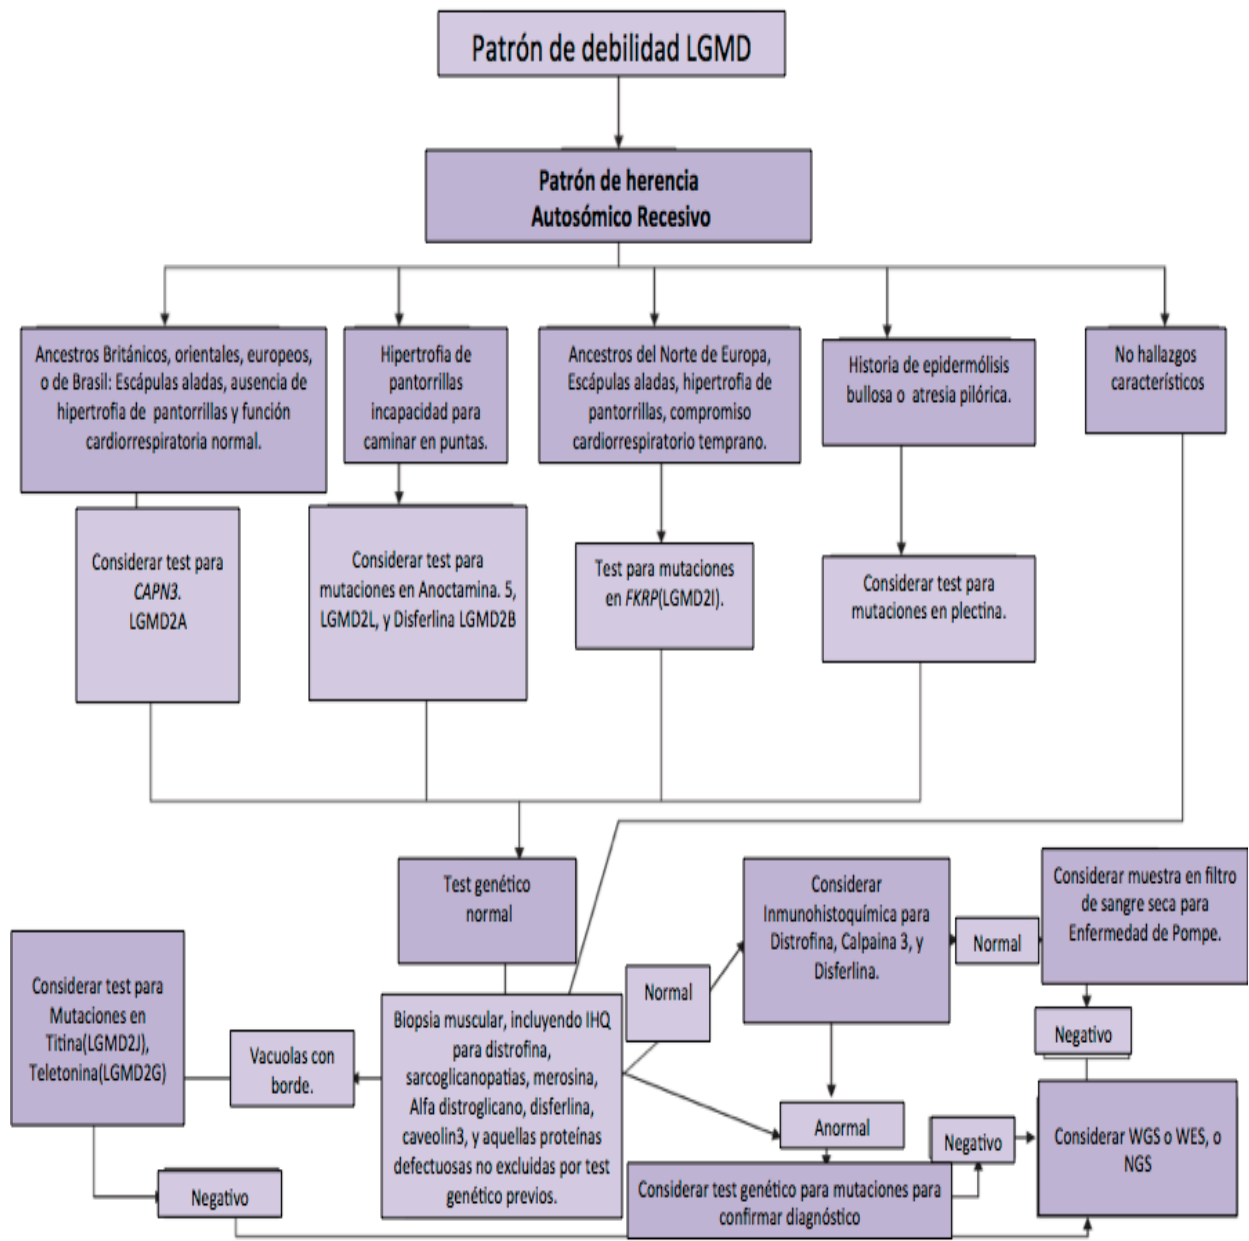 Patrón de debilidad LGMD
Patrón de herencia
Autosómico Recesivo
Ancestros Británicos, orientales, europeos,
o de Brasil: Escápulas aladas, ausencia de
hipertrofia de pantorrillas y función
cardiorrespiratoria normal.
Hipertrofia de
pantorrillas
incapacidad para
caminar en puntas.
Ancestros del Norte de Europa,
Escápulas aladas, hipertrofia de
pantorrillas, compromiso
cardiorrespiratorio temprano.
Historia de epidermólisis
bullosa o atresia pilórica.
No hallazgos
característicos
Considerar test para
CAPN3.
LGMD2A
Considerar test para
mutaciones en Anoctamina. 5,
LGMD2L, y Disferlina LGMD2B
Test para mutaciones
en FKRP(LGMD2I).
Considerar test para
mutaciones en plectina.
Test genético
normal
Considerar
Inmunohistoquímica para
Distrofina, Calpaina 3, y
Disferlina.
Normal
Considerar muestra en filtro
de sangre seca para
Enfermedad de Pompe.
Considerar test para
Mutaciones en
Titina(LGMD2J),
Teletonina(LGMD2G)
Vacuolas con
borde.
Biopsia muscular, incluyendo IHQ
para distrofina,
sarcoglicanopatías, merosina,
Alfa distroglicano, disferlina,
caveolin3, y aquellas proteínas
defectuosas no excluidas por test
genético previos.
Normal
Negativo
Anormal
Negativo
Considerar WGS o WES, o
NGS
Negativo
Considerar test genético para mutaciones para
confirmar diagnóstico